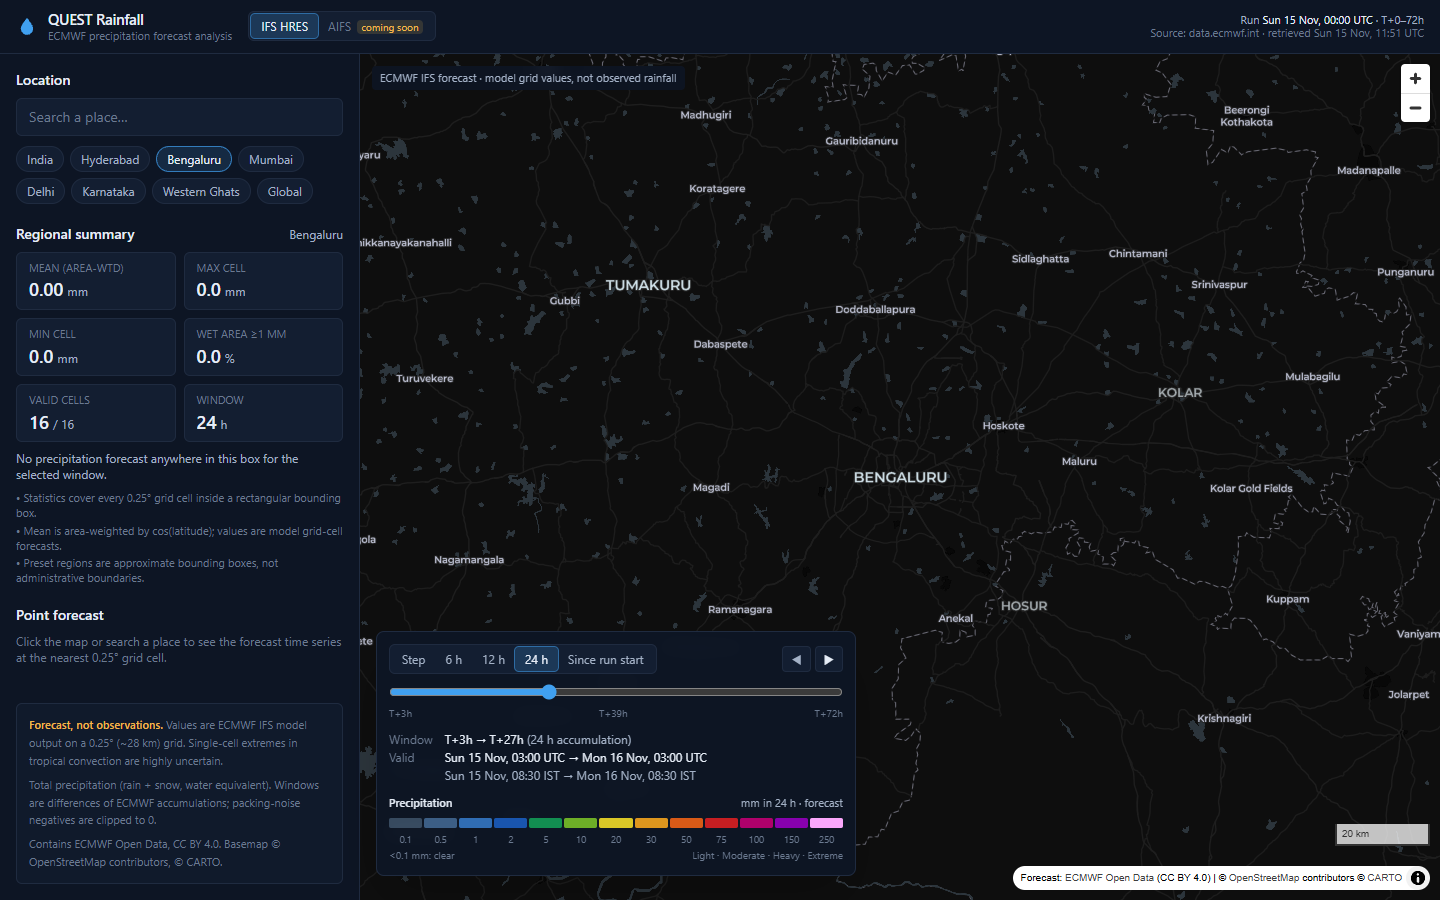 QUEST Rainfall
ECMWF precipitation forecast analysis
IFS HRES
AIFS coming soon
Run Sun 15 Nov, 00:00 UTC · T+0–72h
Source: data.ecmwf.int · retrieved Sun 15 Nov, 11:51 UTC
Location
Search a place...
India
Hyderabad
Bengaluru
Mumbai
Delhi
Karnataka
Western Ghats
Global
Regional summary
Bengaluru
MEAN (AREA-WTD)
0.00 mm
MAX CELL
0.0 mm
MIN CELL
0.0 mm
WET AREA ≥1 MM
0.0 %
VALID CELLS
16 / 16
WINDOW
24 h
No precipitation forecast anywhere in this box for the
selected window.
• Statistics cover every 0.25° grid cell inside a rectangular bounding
box.
• Mean is area-weighted by cos(latitude); values are model grid-cell
forecasts.
• Preset regions are approximate bounding boxes, not
administrative boundaries.
Point forecast
Click the map or search a place to see the forecast time series
at the nearest 0.25° grid cell.
Forecast, not observations. Values are ECMWF IFS model
output on a 0.25° (~28 km) grid. Single-cell extremes in
tropical convection are highly uncertain.
Total precipitation (rain + snow, water equivalent). Windows
are differences of ECMWF accumulations; packing-noise
negatives are clipped to 0.
Contains ECMWF Open Data, CC BY 4.0. Basemap ©
OpenStreetMap contributors, © CARTO.
ECMWF IFS forecast · model grid values, not observed rainfall
+
−
Madhugiri
Beerongi
Kothakota
yaru
Gauribidanuru
Madanapalle
Koratagere
ikkanayakanahalli
Sidlaghatta
Chintamani
Punganuru
TUMAKURU
Srinivaspur
Gubbi
Doddaballapura
Dabaspete
Turuvekere
Mulabagilu
KOLAR
Hoskote
Maluru
BENGALURU
Magadi
Kolar Gold Fields
gola
Nagamangala
Kuppam
HOSUR
Ramanagara
Anekal
Vaniyam
ete
Jolarpet
Krishnagiri
Step
6 h
12 h
24 h
Since run start
◀
▶
T+3h
T+39h
T+72h
Window T+3h → T+27h (24 h accumulation)
Valid Sun 15 Nov, 03:00 UTC → Mon 16 Nov, 03:00 UTC
Sun 15 Nov, 08:30 IST → Mon 16 Nov, 08:30 IST
Precipitation
mm in 24 h · forecast
0.1 0.5 1 2 5 10 20 30 50 75 100 150 250
<0.1 mm: clear
Light · Moderate · Heavy · Extreme
20 km
Forecast: ECMWF Open Data (CC BY 4.0) | © OpenStreetMap contributors © CARTO